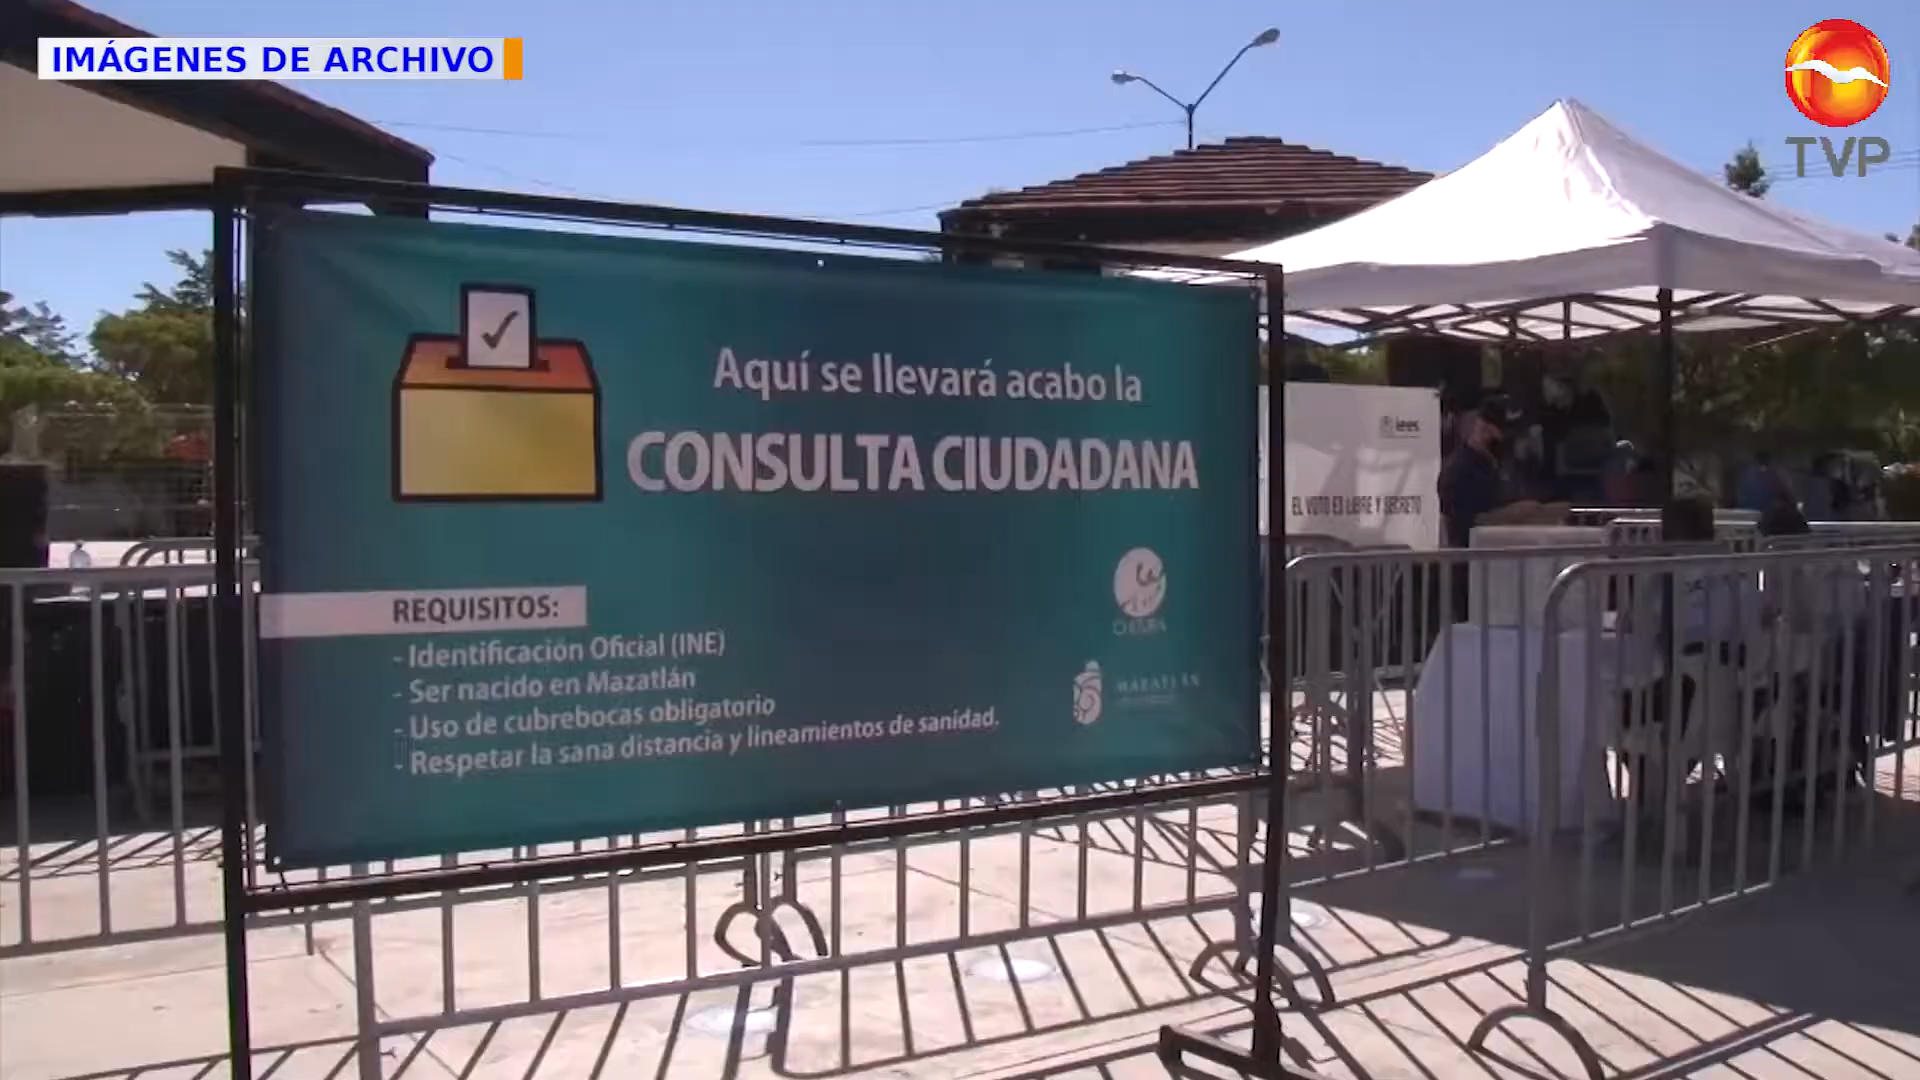 IMÁGENES DE ARCHIVO
TVP
Aquí se llevará acabo la
CONSULTA CIUDADANA
iees
EL VOTO ES LIBRE Y SECRETO
REQUISITOS:
- Identificación Oficial (INE)
- Ser nacido en Mazatlán
- Uso de cubrebocas obligatorio
- Respetar la sana distancia y lineamientos de sanidad.
CULTURA
MAZATLÁN